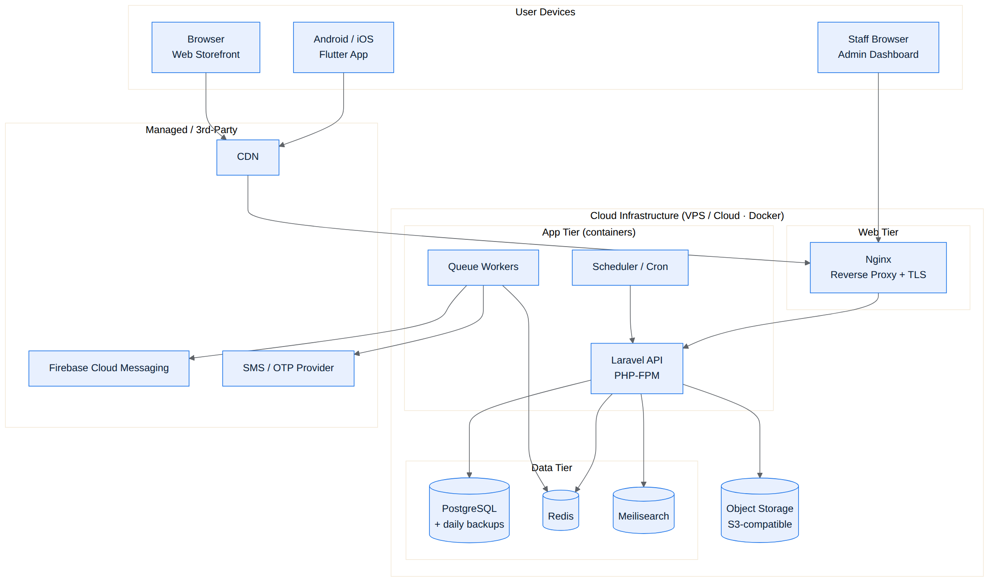 User Devices
Browser
Web Storefront
Android / iOS
Flutter App
Staff Browser
Admin Dashboard
Managed / 3rd-Party
CDN
Cloud Infrastructure (VPS / Cloud · Docker)
App Tier (containers)
Web Tier
Queue Workers
Scheduler / Cron
Nginx
Reverse Proxy + TLS
Firebase Cloud Messaging
SMS / OTP Provider
Laravel API
PHP-FPM
Data Tier
PostgreSQL
+ daily backups
Redis
Meilisearch
Object Storage
S3-compatible